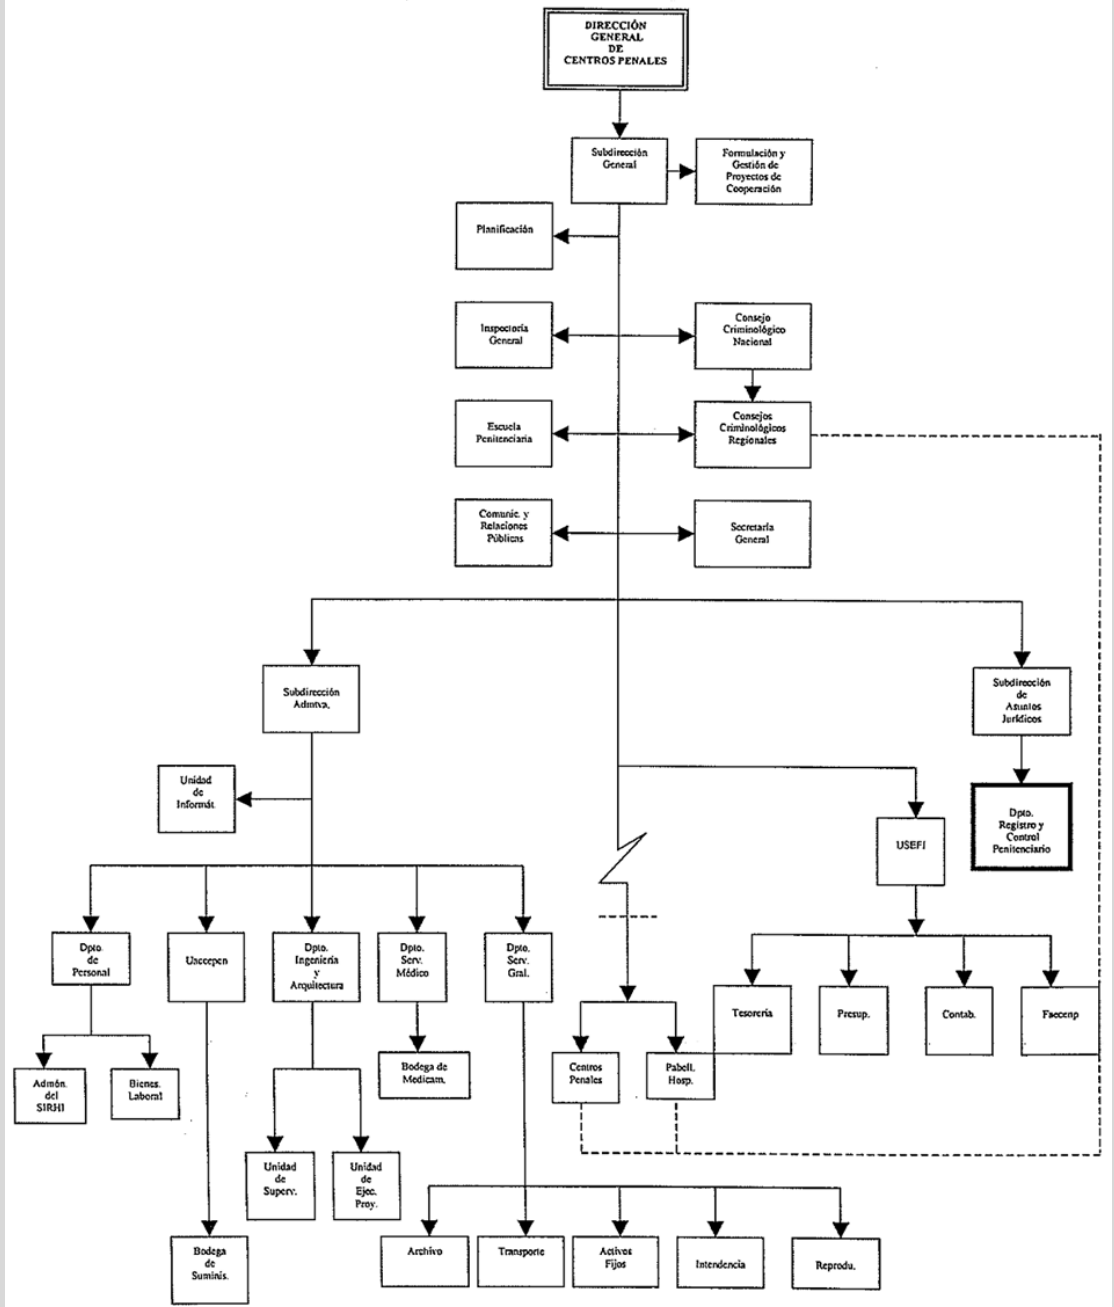 DIRECCIÓN
GENERAL
DE
CENTROS PENALES
Subdirección
General
Formulación y
Gestión de
Proyectos de
Cooperación
Planificación
Inspectoría
General
Consejo
Criminológico
Nacional
Escuela
Penitenciaria
Consejos
Criminológicos
Regionales
Comunic. y
Relaciones
Públicas
Secretaría
General
Subdirección
Admtva.
Subdirección
de
Asuntos
Jurídicos
Unidad
de
Informát.
Dpto.
Registro y
Control
Penitenciario
USEFI
Dpto.
de
Personal
Uaceepen
Dpto.
Ingeniería
y
Arquitectura
Dpto.
Serv.
Médico
Dpto.
Serv.
Gral.
Tesorería
Presup.
Contab.
Faecenp
Centros
Penales
Pabell.
Hosp.
Bodega de
Medicam.
Admón.
del
SIRHI
Bienes.
Laboral
Unidad
de
Superv.
Unidad
de
Ejec.
Proy.
Bodega
de
Suminis.
Archivo
Transporte
Activos
Fijos
Intendencia
Reprodu.